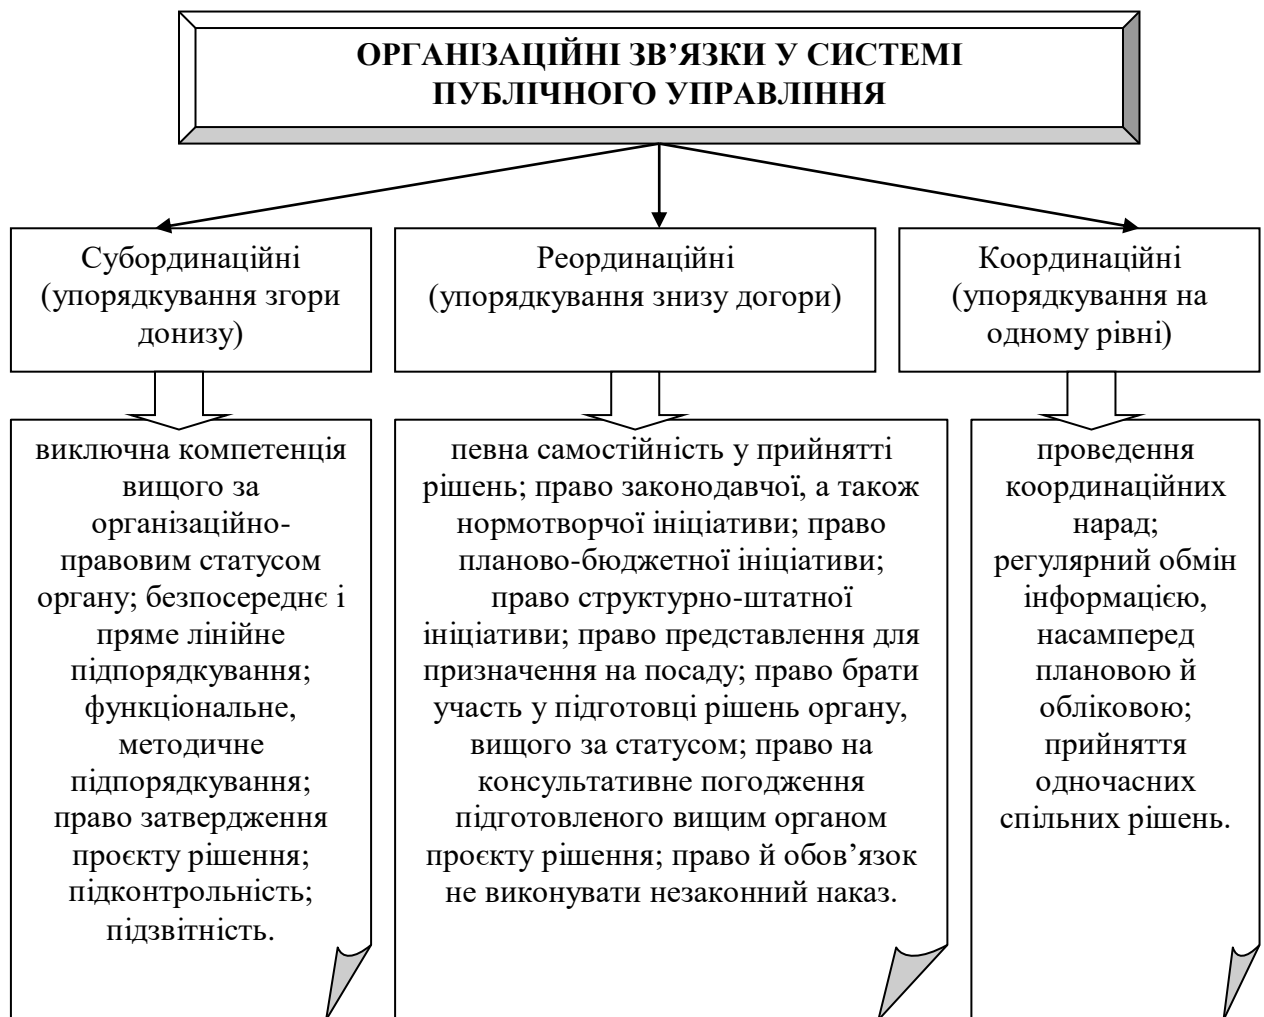 ОРГАНІЗАЦІЙНІ ЗВ’ЯЗКИ У СИСТЕМІ
ПУБЛІЧНОГО УПРАВЛІННЯ
Субординаційні
(упорядкування згори
донизу)
Реординаційні
(упорядкування знизу догори)
Координаційні
(упорядкування на
одному рівні)
виключна компетенція
вищого за
організаційно-
правовим статусом
органу; безпосереднє і
пряме лінійне
підпорядкування;
функціональне,
методичне
підпорядкування;
право затвердження
проєкту рішення;
підконтрольність;
підзвітність.
певна самостійність у прийнятті
рішень; право законодавчої, а також
нормотворчої ініціативи; право
планово-бюджетної ініціативи;
право структурно-штатної
ініціативи; право представлення для
призначення на посаду; право брати
участь у підготовці рішень органу,
вищого за статусом; право на
консультативне погодження
підготовленого вищим органом
проєкту рішення; право й обов’язок
не виконувати незаконний наказ.
проведення
координаційних
нарад;
регулярний обмін
інформацією,
насамперед
плановою й
обліковою;
прийняття
одночасних
спільних рішень.